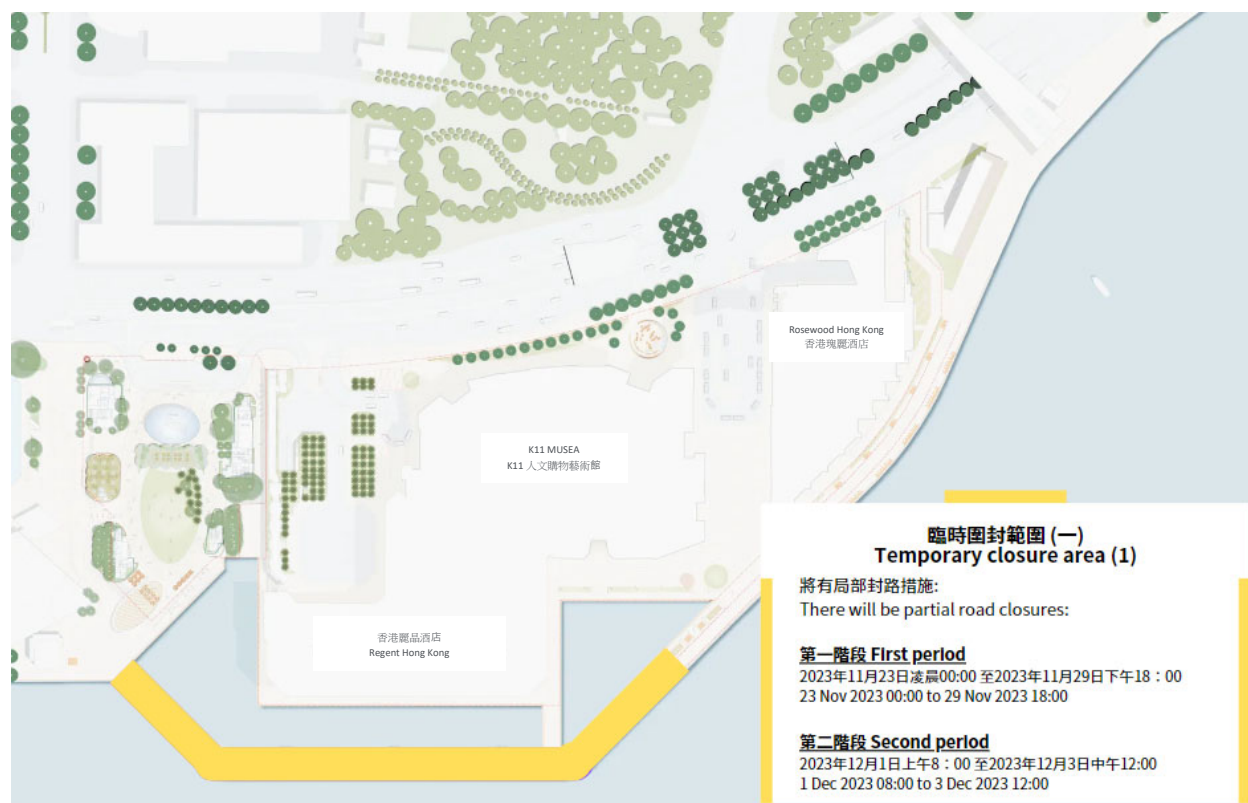 Rosewood Hong Kong
香港瑰麗酒店
K11 MUSEA
K11 人文購物藝術館
香港麗晶酒店
Regent Hong Kong
臨時圍封範圍 (一)
Temporary closure area (1)
將有局部封路措施:
There will be partial road closures:
第一階段 First period
2023年11月23日凌晨00:00 至2023年11月29日下午18：00
23 Nov 2023 00:00 to 29 Nov 2023 18:00
第二階段 Second period
2023年12月1日上午8：00 至2023年12月3日中午12:00
1 Dec 2023 08:00 to 3 Dec 2023 12:00